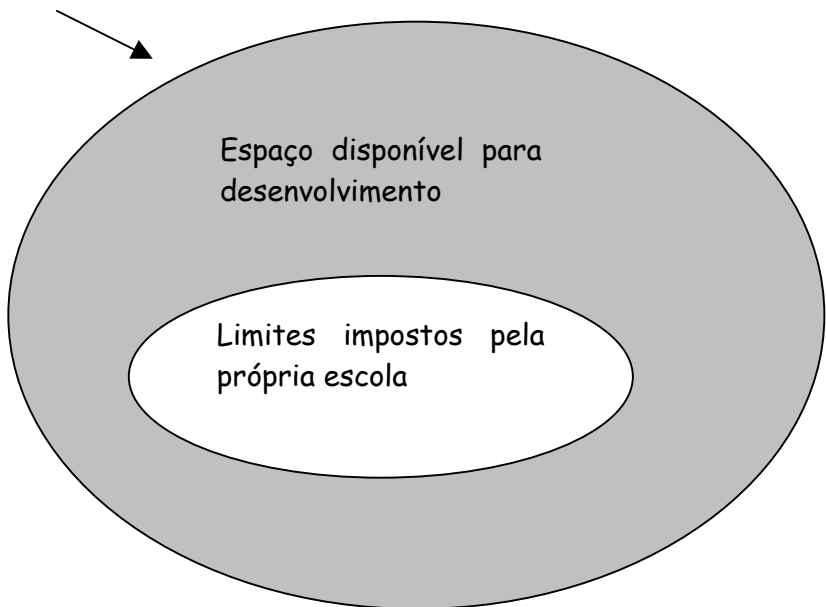 Espaço disponível para
desenvolvimento
Limites impostos pela
própria escola